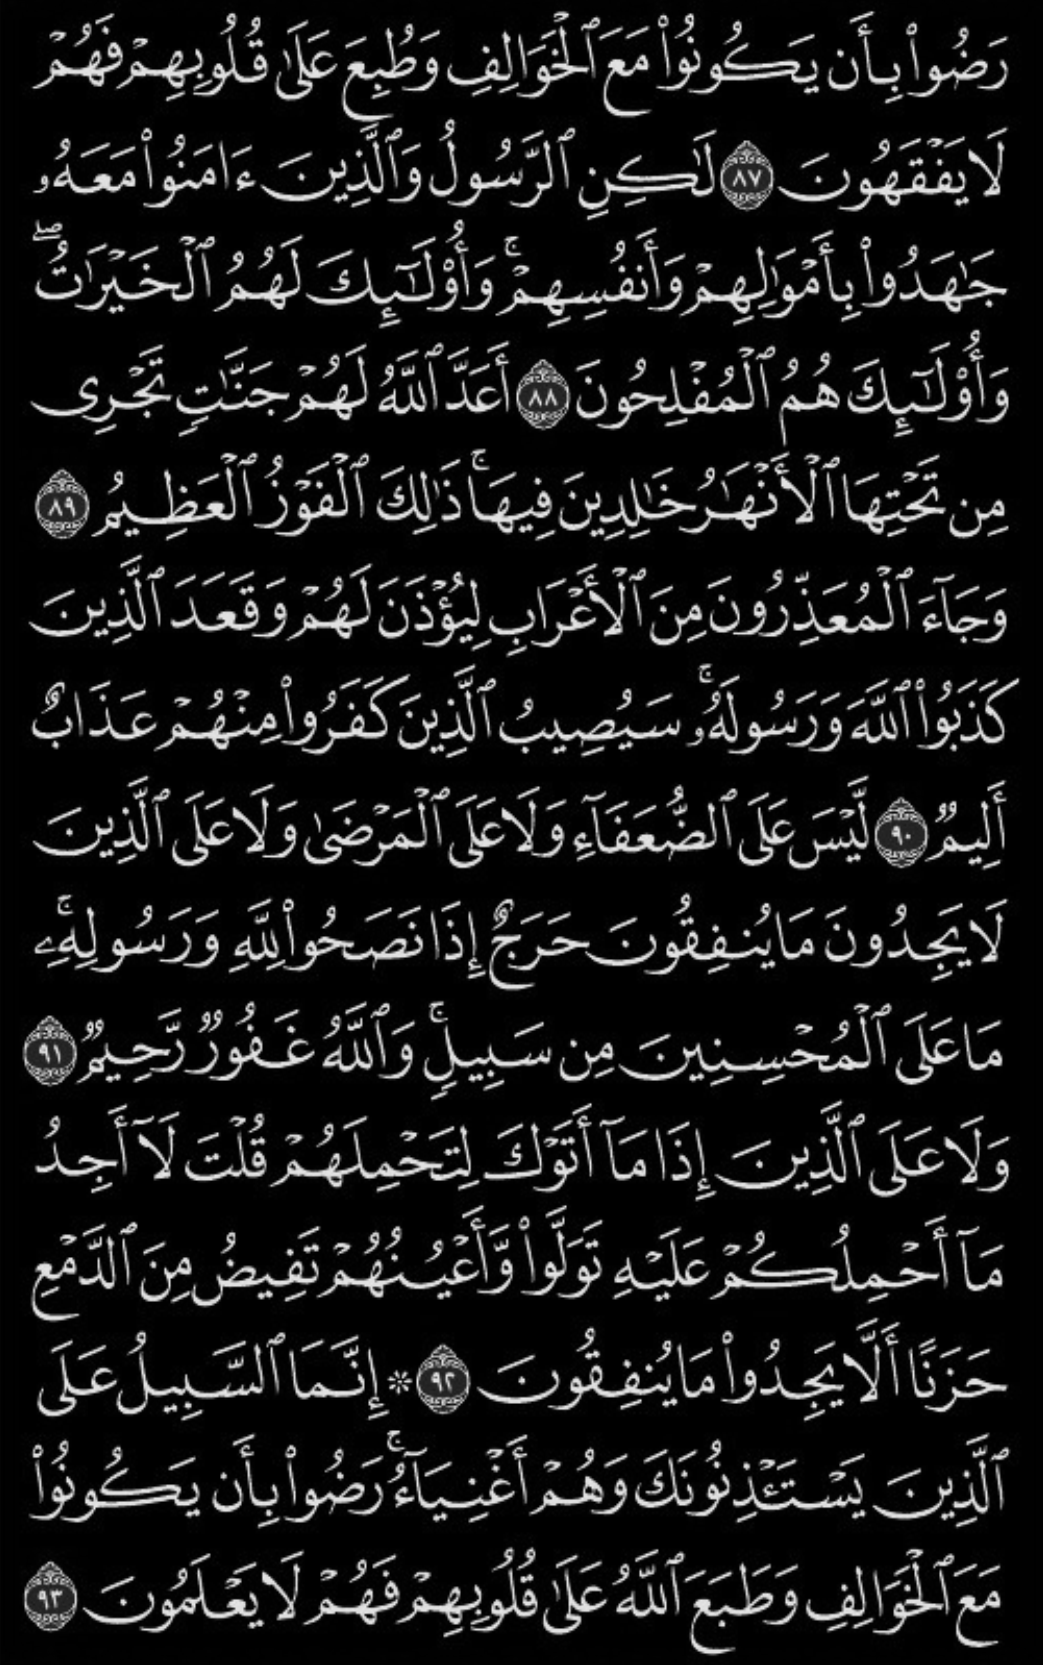 رَضُوا۟ بِأَن يَكُونُوا۟ مَعَ ٱلْخَوَالِفِ وَطُبِعَ عَلَىٰ قُلُوبِهِمْ فَهُمْ
لَا يَفْقَهُونَ ٨٧ لَٰكِنِ ٱلرَّسُولُ وَٱلَّذِينَ ءَامَنُوا۟ مَعَهُۥ
جَٰهَدُوا۟ بِأَمْوَٰلِهِمْ وَأَنفُسِهِمْ ۚ وَأُو۟لَٰٓئِكَ لَهُمُ ٱلْخَيْرَٰتُ ۖ
وَأُو۟لَٰٓئِكَ هُمُ ٱلْمُفْلِحُونَ ٨٨ أَعَدَّ ٱللَّهُ لَهُمْ جَنَّٰتٍ تَجْرِى
مِن تَحْتِهَا ٱلْأَنْهَٰرُ خَٰلِدِينَ فِيهَا ۚ ذَٰلِكَ ٱلْفَوْزُ ٱلْعَظِيمُ ٨٩
وَجَآءَ ٱلْمُعَذِّرُونَ مِنَ ٱلْأَعْرَابِ لِيُؤْذَنَ لَهُمْ وَقَعَدَ ٱلَّذِينَ
كَذَبُوا۟ ٱللَّهَ وَرَسُولَهُۥ ۚ سَيُصِيبُ ٱلَّذِينَ كَفَرُوا۟ مِنْهُمْ عَذَابٌ
أَلِيمٌ ٩٠ لَّيْسَ عَلَى ٱلضُّعَفَآءِ وَلَا عَلَى ٱلْمَرْضَىٰ وَلَا عَلَى ٱلَّذِينَ
لَا يَجِدُونَ مَا يُنفِقُونَ حَرَجٌ إِذَا نَصَحُوا۟ لِلَّهِ وَرَسُولِهِۦ ۚ
مَا عَلَى ٱلْمُحْسِنِينَ مِن سَبِيلٍ ۚ وَٱللَّهُ غَفُورٌ رَّحِيمٌ ٩١
وَلَا عَلَى ٱلَّذِينَ إِذَا مَآ أَتَوْكَ لِتَحْمِلَهُمْ قُلْتَ لَآ أَجِدُ
مَآ أَحْمِلُكُمْ عَلَيْهِ تَوَلَّوا۟ وَّأَعْيُنُهُمْ تَفِيضُ مِنَ ٱلدَّمْعِ
حَزَنًا أَلَّا يَجِدُوا۟ مَا يُنفِقُونَ ٩٢ * إِنَّمَا ٱلسَّبِيلُ عَلَى
ٱلَّذِينَ يَسْتَـْٔذِنُونَكَ وَهُمْ أَغْنِيَآءُ ۚ رَضُوا۟ بِأَن يَكُونُوا۟
مَعَ ٱلْخَوَالِفِ وَطَبَعَ ٱللَّهُ عَلَىٰ قُلُوبِهِمْ فَهُمْ لَا يَعْلَمُونَ ٩٣